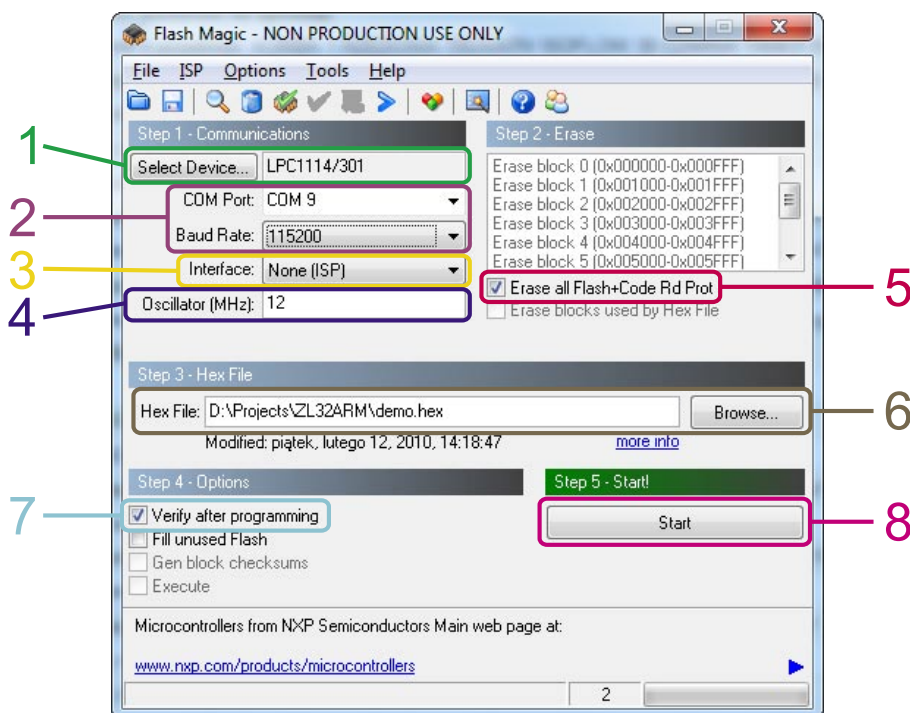 Flash Magic - NON PRODUCTION USE ONLY
File ISP Options Tools Help
Step 1 - Communications
Step 2 - Erase
1
Select Device... LPC1114/301
Erase block 0 (0x000000-0x000FFF)
Erase block 1 (0x001000-0x001FFF)
Erase block 2 (0x002000-0x002FFF)
Erase block 3 (0x003000-0x003FFF)
Erase block 4 (0x004000-0x004FFF)
Erase block 5 (0x005000-0x005FFF)
2
COM Port: COM 9
Baud Rate: 115200
3
Interface: None (ISP)
4
Oscillator (MHz): 12
Erase all Flash+Code Rd Prot
5
Erase blocks used by Hex File
Step 3 - Hex File
Hex File: D:\Projects\ZL32ARM\demo.hex Browse...
6
Modified: piątek, lutego 12, 2010, 14:18:47 more info
Step 4 - Options
Step 5 - Start!
7
Verify after programming
Fill unused Flash
Gen block checksums
Execute
Start
8
Microcontrollers from NXP Semiconductors Main web page at:
www.nxp.com/products/microcontrollers
2